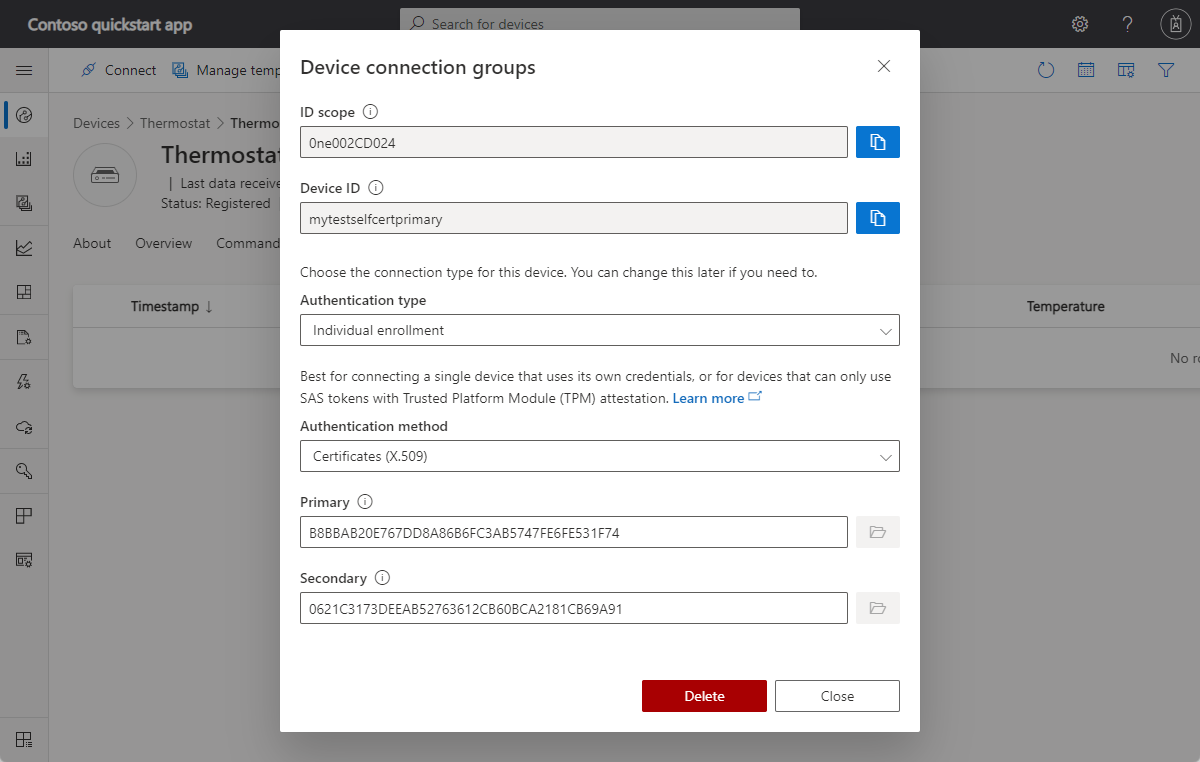 Contoso quickstart app
Search for devices
Connect
Manage temp
Devices > Thermostat > Thermo
Thermostat
| Last data receive
Status: Registered
About Overview Command
Timestamp ↓
Temperature
No ro
Device connection groups
ID scope
0ne002CD024
Device ID
mytestselfcertprimary
Choose the connection type for this device. You can change this later if you need to.
Authentication type
Individual enrollment
Best for connecting a single device that uses its own credentials, or for devices that can only use
SAS tokens with Trusted Platform Module (TPM) attestation. Learn more
Authentication method
Certificates (X.509)
Primary
B8BBAB20E767DD8A86B6FC3AB5747FE6FE531F74
Secondary
0621C3173DEEAB52763612CB60BCA2181CB69A91
Delete
Close